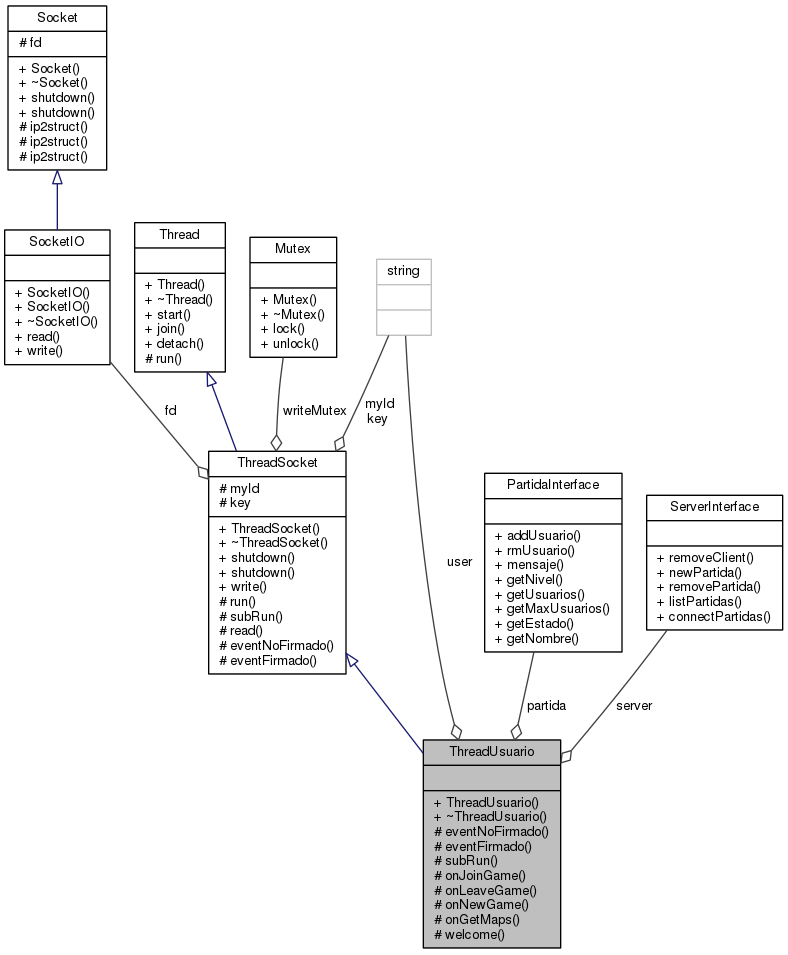 Socket
# fd
+ Socket()
+ ~Socket()
+ shutdown()
+ shutdown()
# ip2struct()
# ip2struct()
# ip2struct()
SocketIO
+ SocketIO()
+ SocketIO()
+ ~SocketIO()
+ read()
+ write()
Thread
+ Thread()
+ ~Thread()
+ start()
+ join()
+ detach()
# run()
Mutex
+ Mutex()
+ ~Mutex()
+ lock()
+ unlock()
string
fd
writeMutex
myId
key
ThreadSocket
# myId
# key
+ ThreadSocket()
+ ~ThreadSocket()
+ shutdown()
+ shutdown()
+ write()
# run()
# subRun()
# read()
# eventNoFirmado()
# eventFirmado()
user
PartidaInterface
+ addUsuario()
+ rmUsuario()
+ mensaje()
+ getNivel()
+ getUsuarios()
+ getMaxUsuarios()
+ getEstado()
+ getNombre()
ServerInterface
+ removeClient()
+ newPartida()
+ removePartida()
+ listPartidas()
+ connectPartidas()
partida
server
ThreadUsuario
+ ThreadUsuario()
+ ~ThreadUsuario()
# eventNoFirmado()
# eventFirmado()
# subRun()
# onJoinGame()
# onLeaveGame()
# onNewGame()
# onGetMaps()
# welcome()